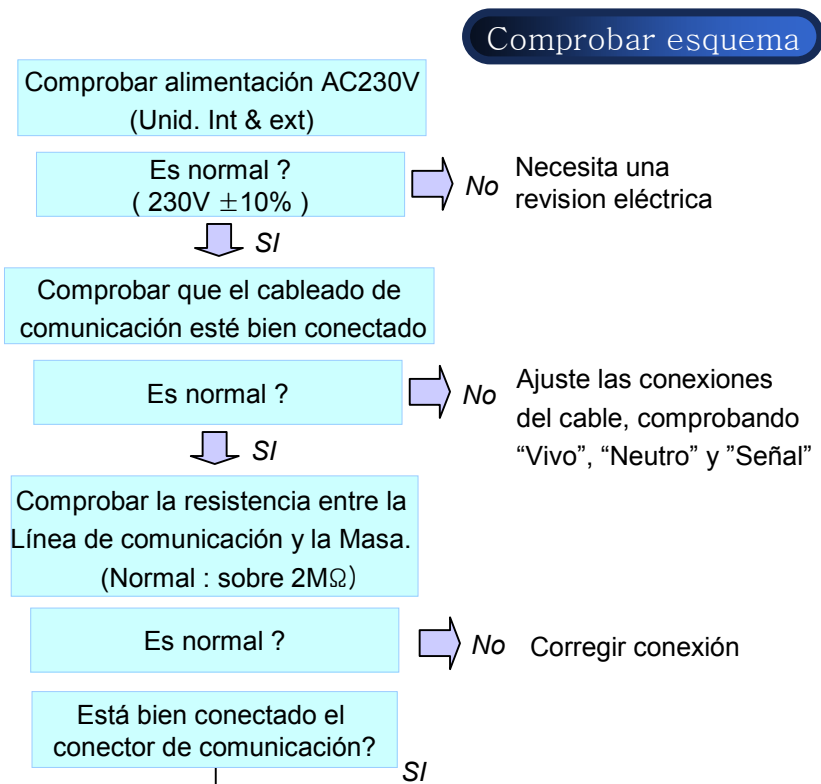 Comprobar esquema
Comprobar alimentación AC230V
(Unid. Int & ext)
Es normal ?
( 230V ±10% )
No
Necesita una
revision eléctrica
SI
Comprobar que el cableado de
comunicación esté bien conectado
Es normal ?
No
Ajuste las conexiones
del cable, comprobando
“Vivo”, “Neutro” y ”Señal”
SI
Comprobar la resistencia entre la
Línea de comunicación y la Masa.
(Normal : sobre 2MΩ)
Es normal ?
No
Corregir conexión
Está bien conectado el
conector de comunicación?
SI